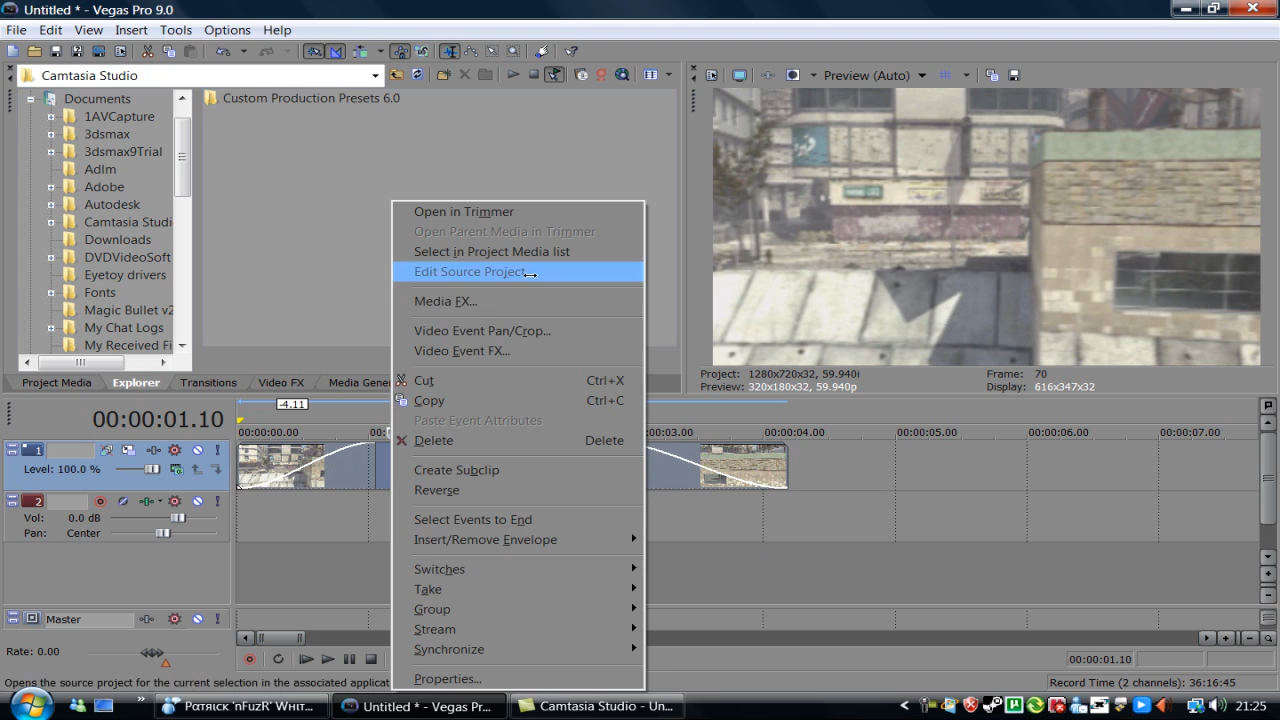 Untitled * - Vegas Pro 9.0
File Edit View Insert Tools Options Help
Camtasia Studio
Preview (Auto)
Documents
1AVCapture
3dsmax
3dsmax9Trial
Adlm
Adobe
Autodesk
Camtasia Studi
Downloads
DVDVideoSoft
Eyetoy drivers
Fonts
Magic Bullet v2
My Chat Logs
My Received Fi
Custom Production Presets 6.0
Project: 1280x720x32, 59.940i Frame: 70
Preview: 320x180x32, 59.940p Display: 616x347x32
Project Media Explorer Transitions Video FX Media Gener
Open in Trimmer
Open Parent Media in Trimmer
Select in Project Media list
Edit Source Project
Media FX...
Video Event Pan/Crop...
Video Event FX...
Cut Ctrl+X
Copy Ctrl+C
Paste Event Attributes
Delete Delete
Create Subclip
Reverse
Select Events to End
Insert/Remove Envelope
Switches
Take
Group
Stream
Synchronize
Properties...
00:00:01.10
-4.11
00:00:00.00 00:0 :00:03.00 00:00:04.00 00:00:05.00 00:00:06.00 00:00:07.00
1
Level: 100.0 %
2
Vol: 0.0 dB
Pan: Center
Master
Rate: 0.00
00:00:01.10
Opens the source project for the current selection in the associated applicat
Record Time (2 channels): 36:16:45
Pαтяιcк 'nFuzR' Wнιт...
Untitled * - Vegas Pr...
Camtasia Studio - Un...
21:25